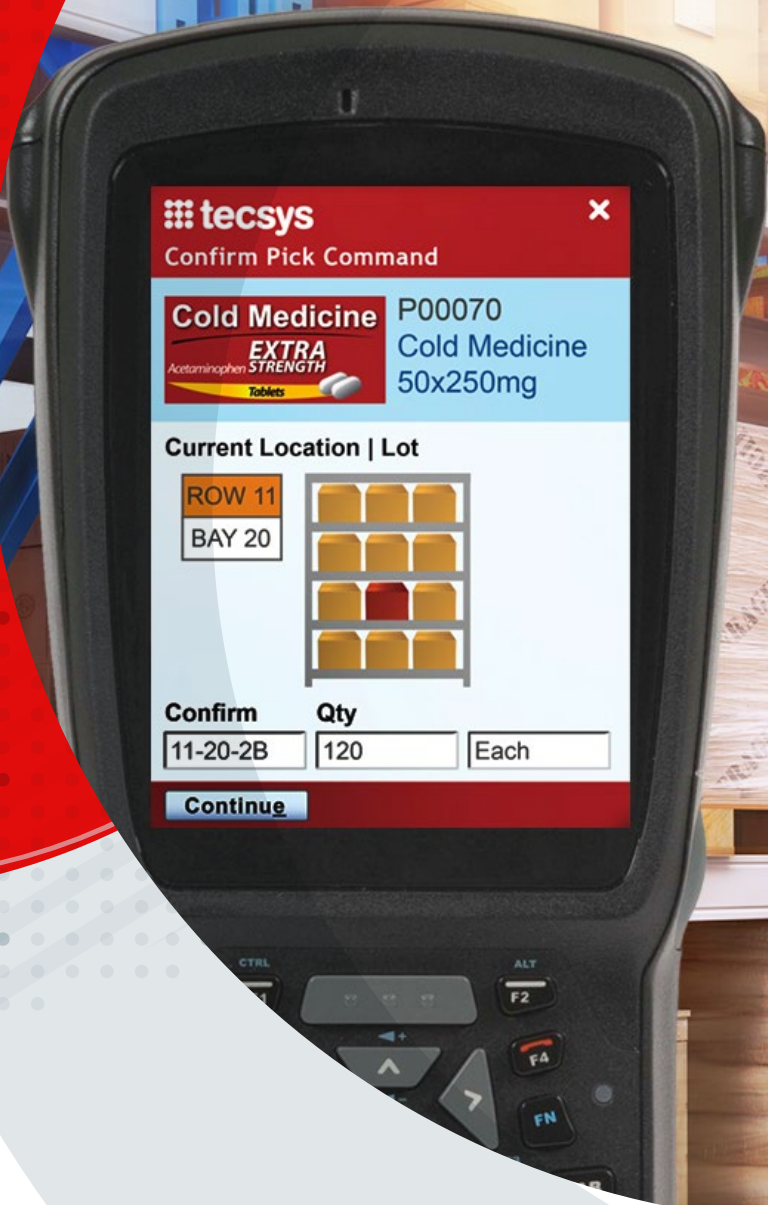 tecsys
Confirm Pick Command
Cold Medicine
EXTRA
Acetaminophen STRENGTH
Tablets
P00070
Cold Medicine
50x250mg
Current Location | Lot
ROW 11
BAY 20
Confirm
Qty
11-20-2B
120
Each
Continue
CTRL
ALT
F2
F4
FN